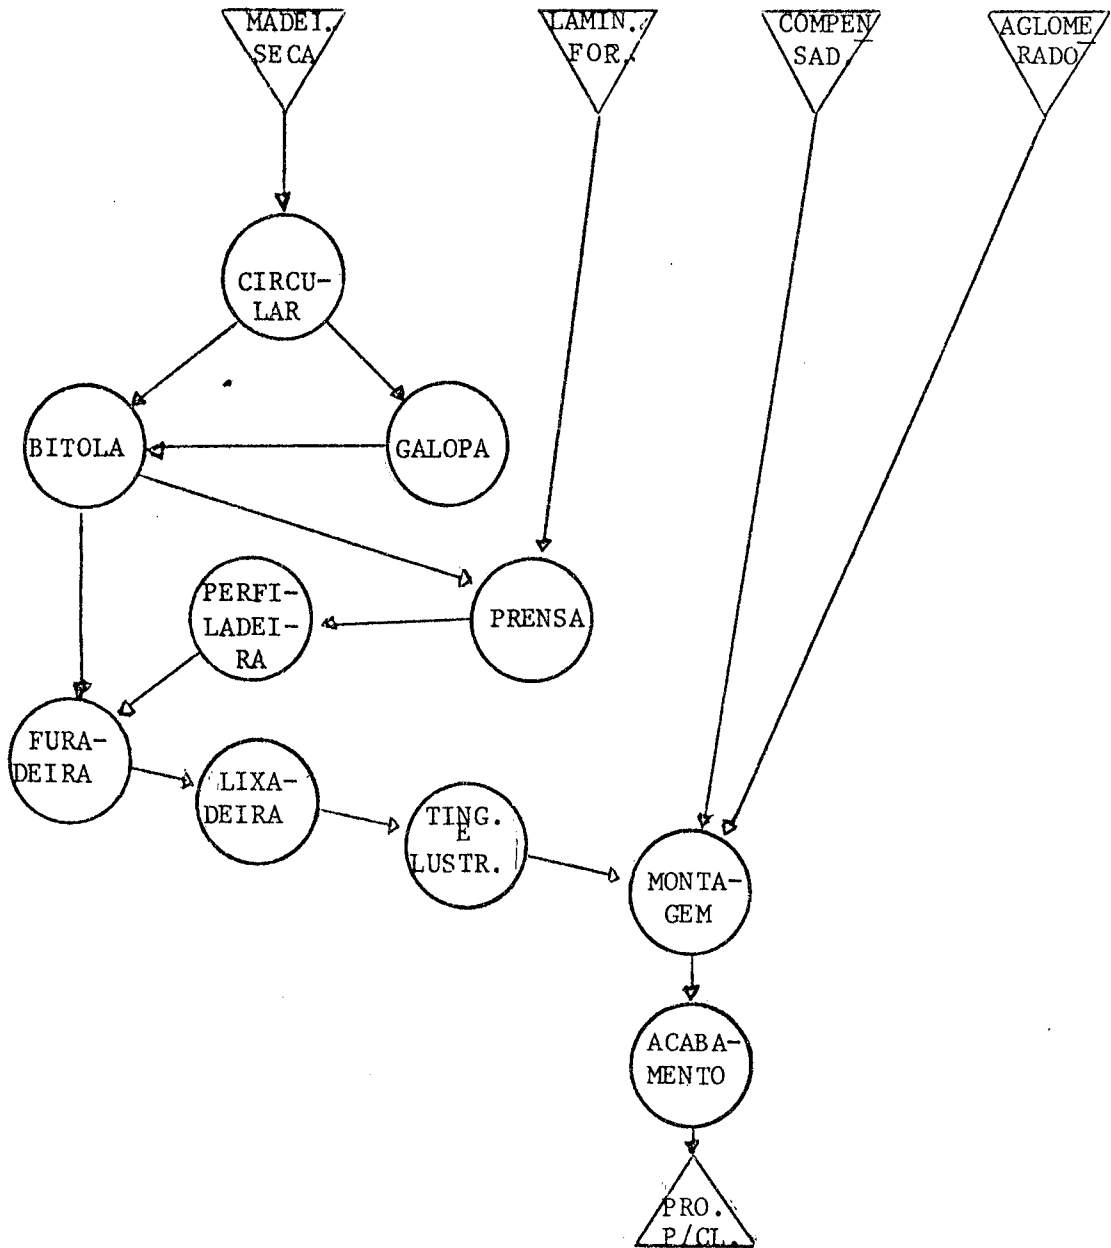 MADEI.
SECA
LAMIN.
FOR.
COMPEN
SAD.
AGLOME
RADO
CIRCU-
LAR
BITOLA
GALOPA
PERFI-
LADEI-
RA
PRENSA
FURA-
DEIRA
LIXA-
DEIRA
TING.
E
LUSTR.
MONTA-
GEM
ACABA-
MENTO
PRO.
P/CL.